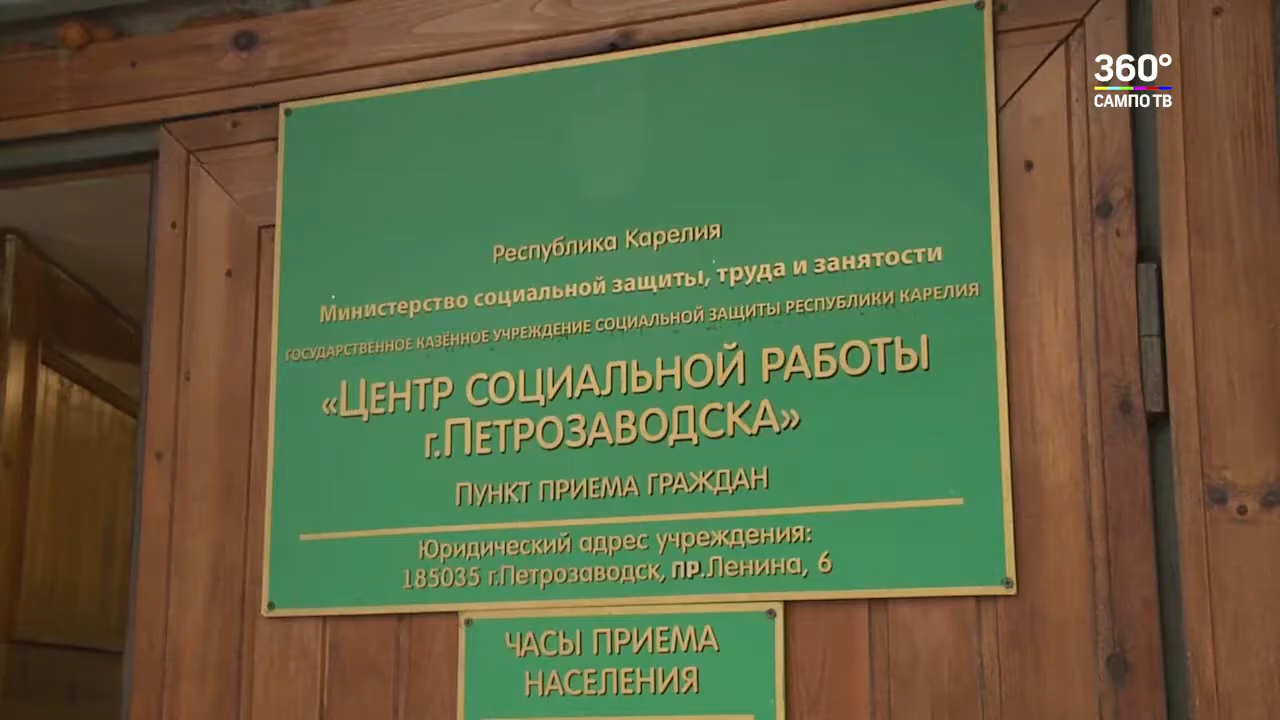 360°
САМПО ТВ
Республика Карелия
Министерство социальной защиты, труда и занятости
ГОСУДАРСТВЕННОЕ КАЗЁННОЕ УЧРЕЖДЕНИЕ СОЦИАЛЬНОЙ ЗАЩИТЫ РЕСПУБЛИКИ КАРЕЛИЯ
«ЦЕНТР СОЦИАЛЬНОЙ РАБОТЫ
г.ПЕТРОЗАВОДСКА»
ПУНКТ ПРИЕМА ГРАЖДАН
Юридический адрес учреждения:
185035 г.Петрозаводск, пр.Ленина, 6
ЧАСЫ ПРИЕМА
НАСЕЛЕНИЯ